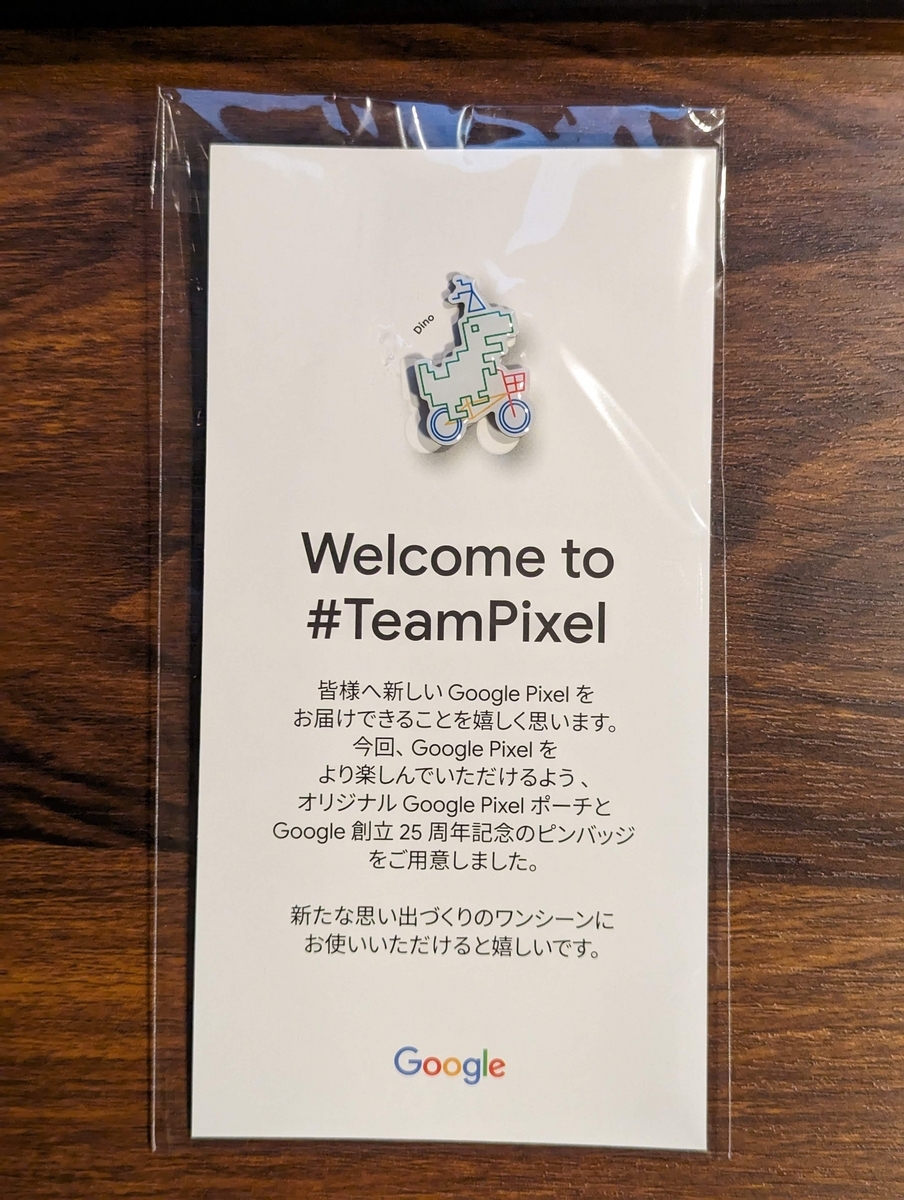 Dino
Welcome to
#TeamPixel
皆様へ新しい Google Pixel を
お届けできることを嬉しく思います。
今回、Google Pixel を
より楽しんでいただけるよう、
オリジナル Google Pixel ポーチと
Google 創立 25 周年記念のピンバッジ
をご用意しました。
新たな思い出づくりのワンシーンに
お使いいただけると嬉しいです。
Google